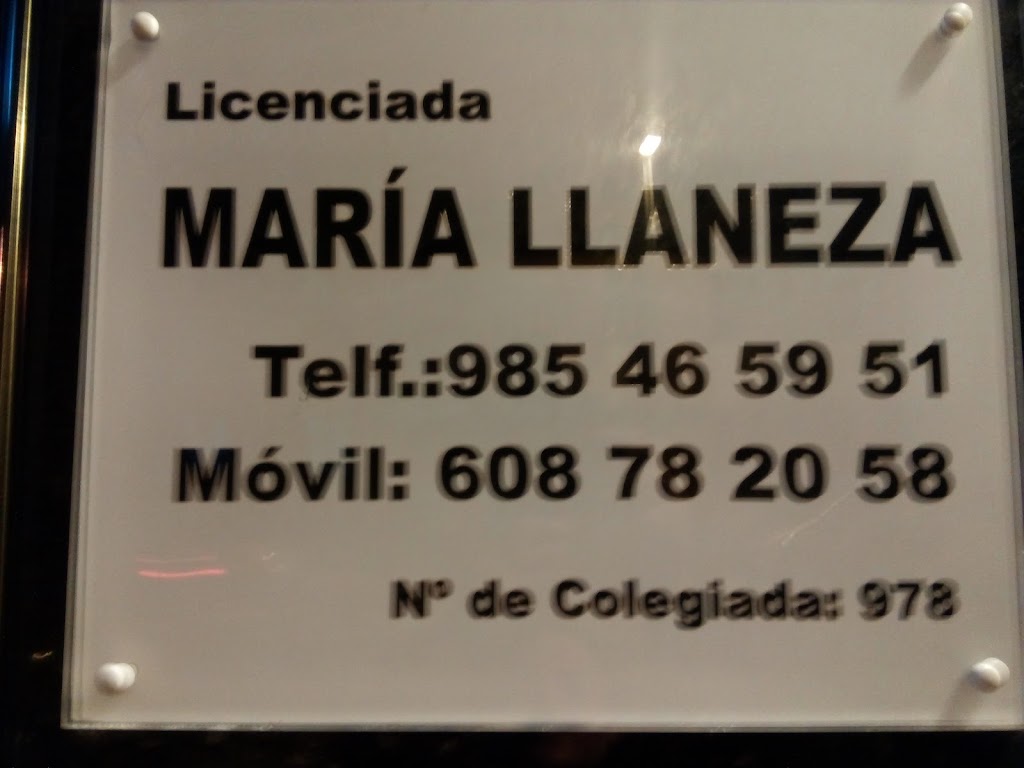 Licenciada
MARÍA LLANEZA
Telf.:985 46 59 51
Móvil: 608 78 20 58
Nº de Colegiada: 978